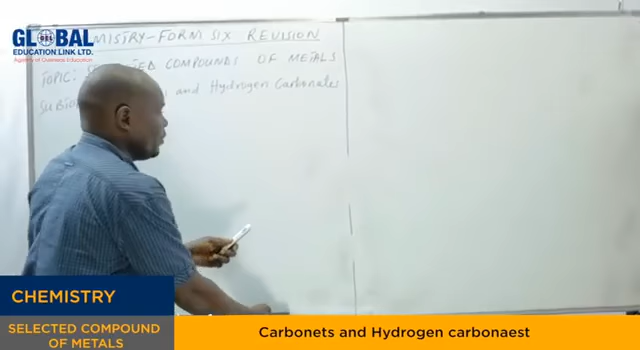 GLOBAL
GEL
EDUCATION LINK LTD.
Agency of Overseas Education
MISTRY - FORM SIX REVISION
TOPIC: COMPOUNDS OF METALS
and Hydrogen Carbonates
CHEMISTRY
SELECTED COMPOUND
OF METALS
Carbonets and Hydrogen carbonaest